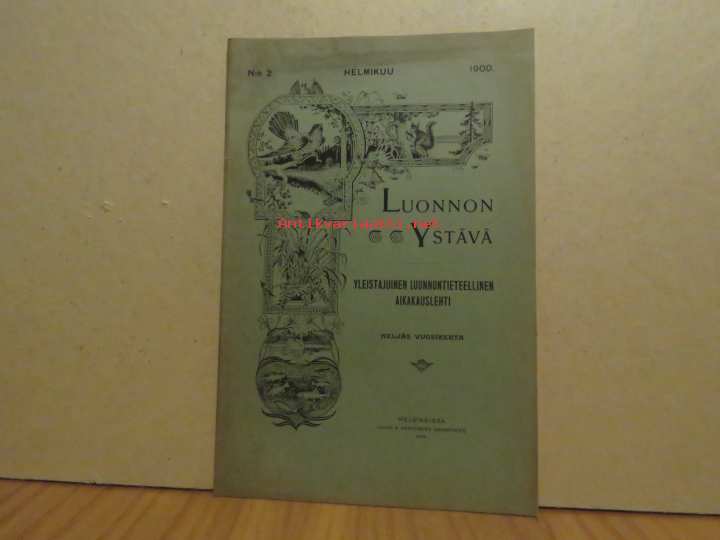 N:o 2 HELMIKUU 1900.
LUONNON
YSTÄVÄ
Antikvariaatti.net
YLEISTAJUINEN LUONNONTIETEELLINEN
AIKAKAUSLEHTI
NELJÄS VUOSIKERTA
HELSINGISSÄ